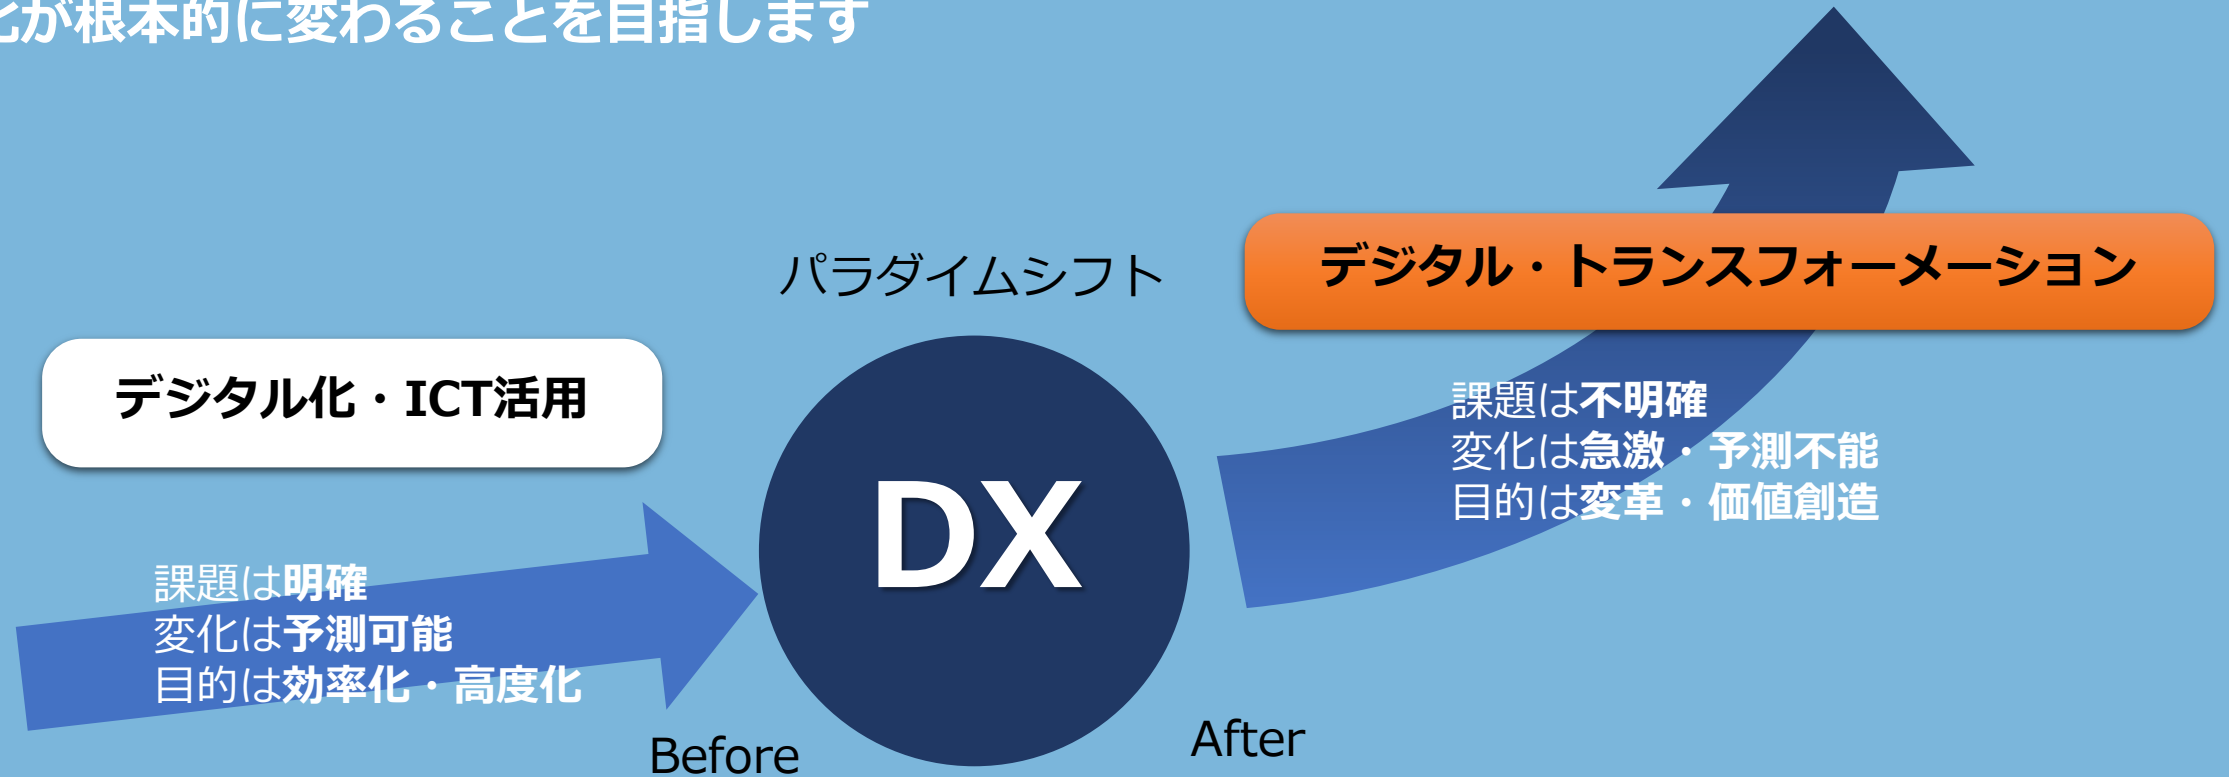 が根本的に変わることを目指します
パラダイムシフト
デジタル・トランスフォーメーション
デジタル化・ICT活用
課題は不明確
変化は急激・予測不能
目的は変革・価値創造
DX
課題は明確
変化は予測可能
目的は効率化・高度化
Before
After